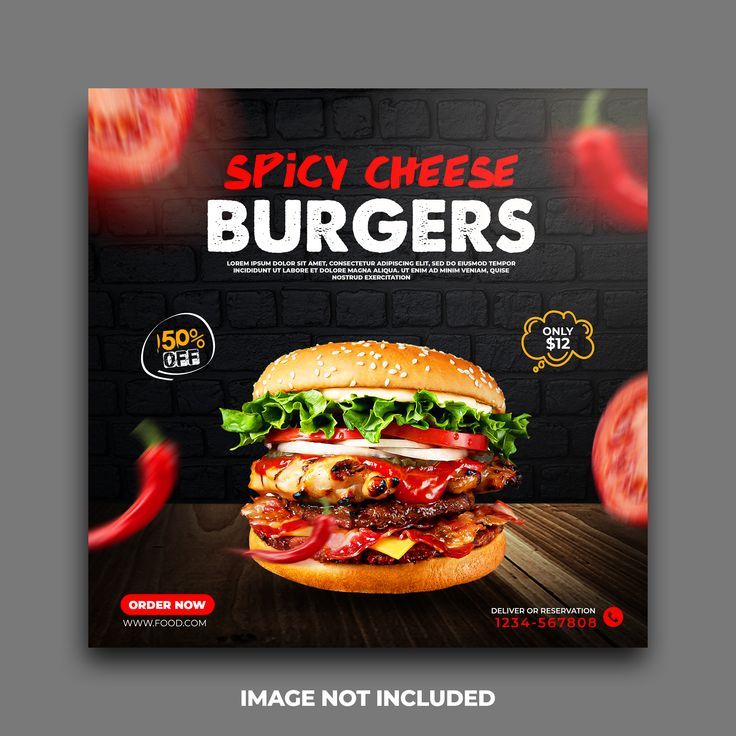 SPiCY CHEESE
BURGERS
LOREM IPSUM DOLOR SIT AMET, CONSECTETUR ADIPISCING ELIT, SED DO EIUSMOD TEMPOR
INCIDIDUNT UT LABORE ET DOLORE MAGNA ALIQUA. UT ENIM AD MINIM VENIAM, QUISE
NOSTRUD EXERCITATION
50%
OFF
ONLY
$12
ORDER NOW
WWW.FOOD.COM
DELIVER OR RESERVATION
1234-567808
IMAGE NOT INCLUDED